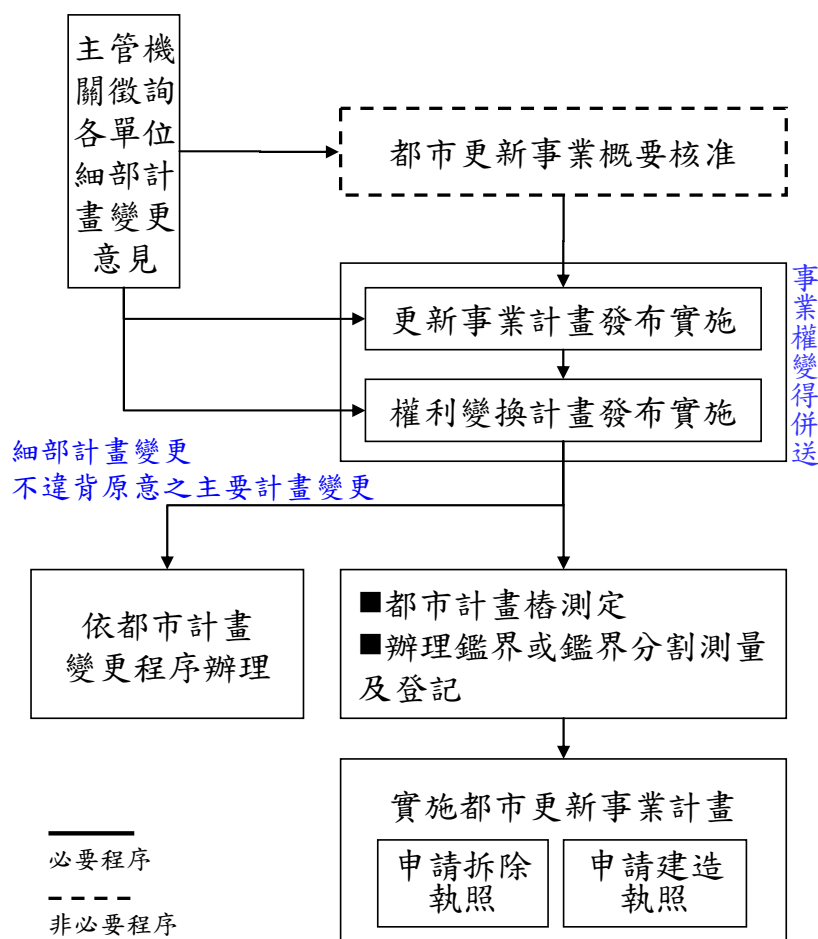 主管機
關徵詢
各單位
細部計
畫變更
意見
都市更新事業概要核准
更新事業計畫發布實施
權利變換計畫發布實施
事業權變得併送
細部計畫變更
不違背原意之主要計畫變更
依都市計畫
變更程序辦理
■都市計畫樁測定
■辦理鑑界或鑑界分割測量
及登記
實施都市更新事業計畫
申請拆除
執照
申請建造
執照
必要程序
非必要程序